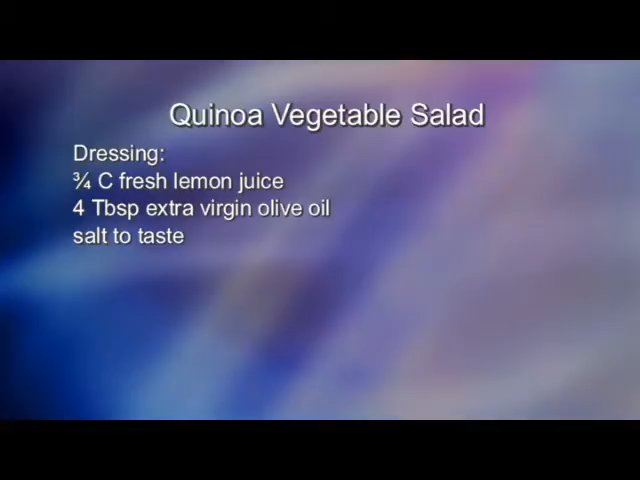 Quinoa Vegetable Salad
Dressing:
¾ C fresh lemon juice
4 Tbsp extra virgin olive oil
salt to taste